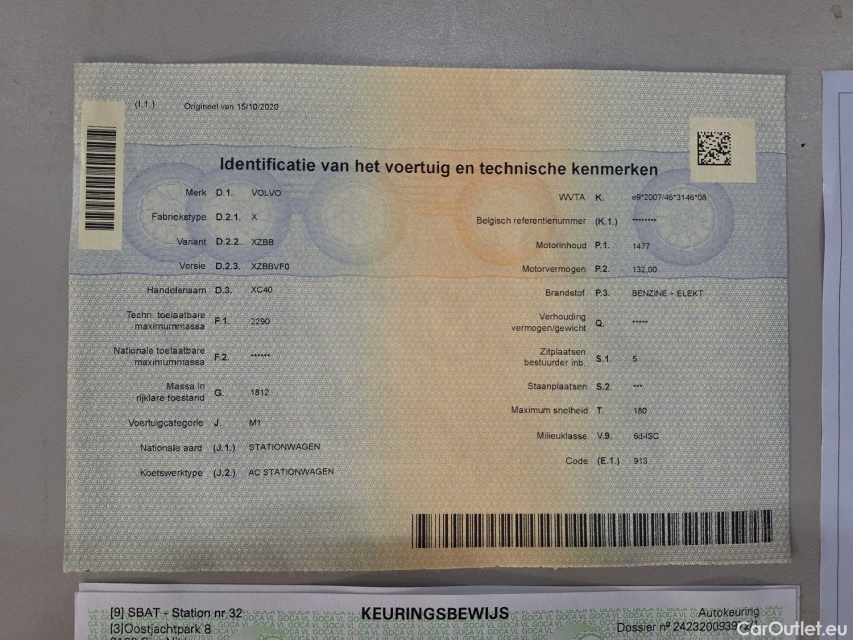 (I.1.) Origineel van 15/10/2020
Identificatie van het voertuig en technische kenmerken
Merk D.1. VOLVO
Fabriekstype D.2.1. X
Variant D.2.2. XZBB
Versie D.2.3. XZBBVF0
Handelsnaam D.3. XC40
Techn. toelaatbare
maximummassa F.1. 2290
Nationale toelaatbare
maximummassa F.2. ******
Massa in
rijklare toestand G. 1812
Voertuigcategorie J. M1
Nationale aard (J.1.) STATIONWAGEN
Koetswerktype (J.2.) AC STATIONWAGEN
WVTA K. e9*2007/46*3146*08
Belgisch referentienummer (K.1.) ********
Motorinhoud P.1. 1477
Motorvermogen P.2. 132,00
Brandstof P.3. BENZINE + ELEKT
Verhouding
vermogen/gewicht Q. *****
Zitplaatsen
bestuurder inb. S.1. 5
Staanplaatsen S.2. ***
Maximum snelheid T. 180
Milieuklasse V.9. 6d-ISC
Code (E.1.) 913
[9] SBAT - Station nr 32
[3]Oostjachtpark 8
KEURINGSBEWIJS
Autokeuring
Dossier nº
CarOutlet.eu